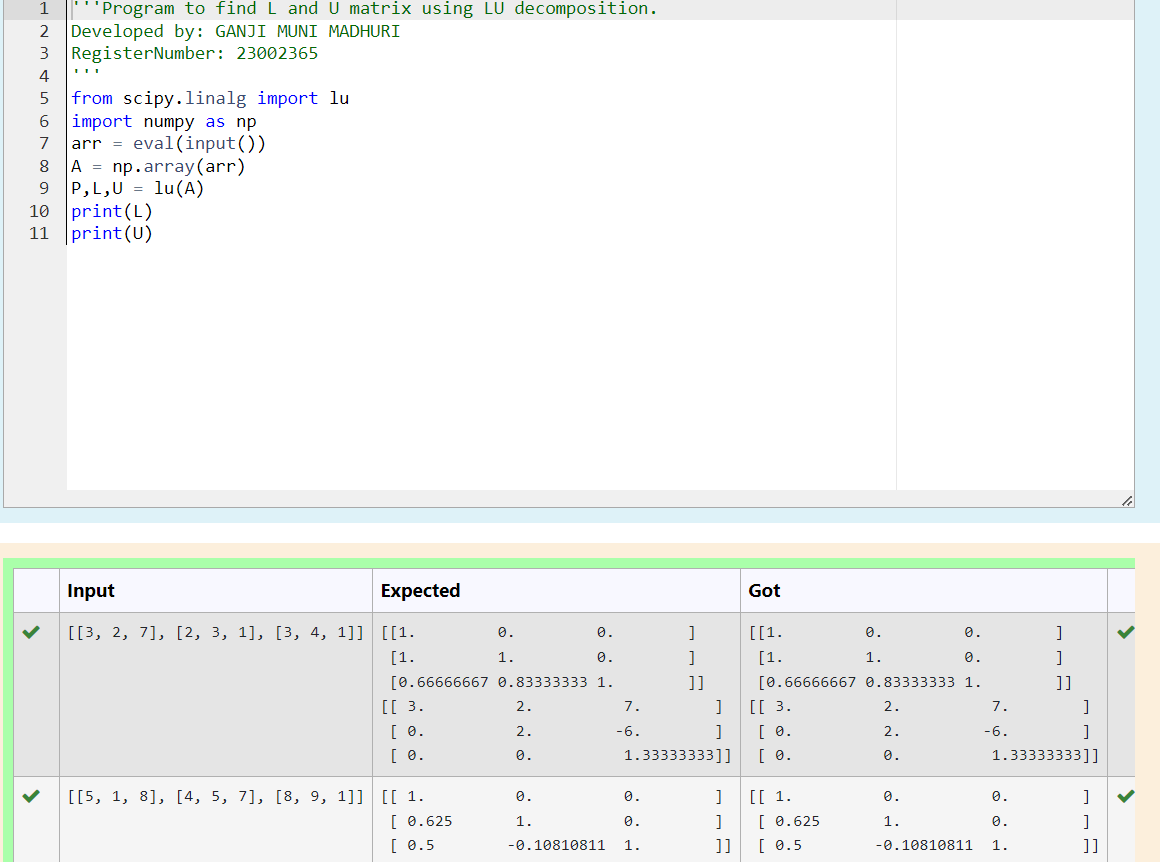 1 '''Program to find L and U matrix using LU decomposition.
2 Developed by: GANJI MUNI MADHURI
3 RegisterNumber: 23002365
4 '''
5 from scipy.linalg import lu
6 import numpy as np
7 arr = eval(input())
8 A = np.array(arr)
9 P,L,U = lu(A)
10 print(L)
11 print(U)
Input Expected Got
[[3, 2, 7], [2, 3, 1], [3, 4, 1]] [[1. 0. 0. ] [[1. 0. 0. ]
[1. 1. 0. ] [1. 1. 0. ]
[0.66666667 0.83333333 1. ]] [0.66666667 0.83333333 1. ]]
[[ 3. 2. 7. ] [[ 3. 2. 7. ]
[ 0. 2. -6. ] [ 0. 2. -6. ]
[ 0. 0. 1.33333333]] [ 0. 0. 1.33333333]]
[[5, 1, 8], [4, 5, 7], [8, 9, 1]] [[ 1. 0. 0. ] [[ 1. 0. 0. ]
[ 0.625 1. 0. ] [ 0.625 1. 0. ]
[ 0.5 -0.10810811 1. ]] [ 0.5 -0.10810811 1. ]]